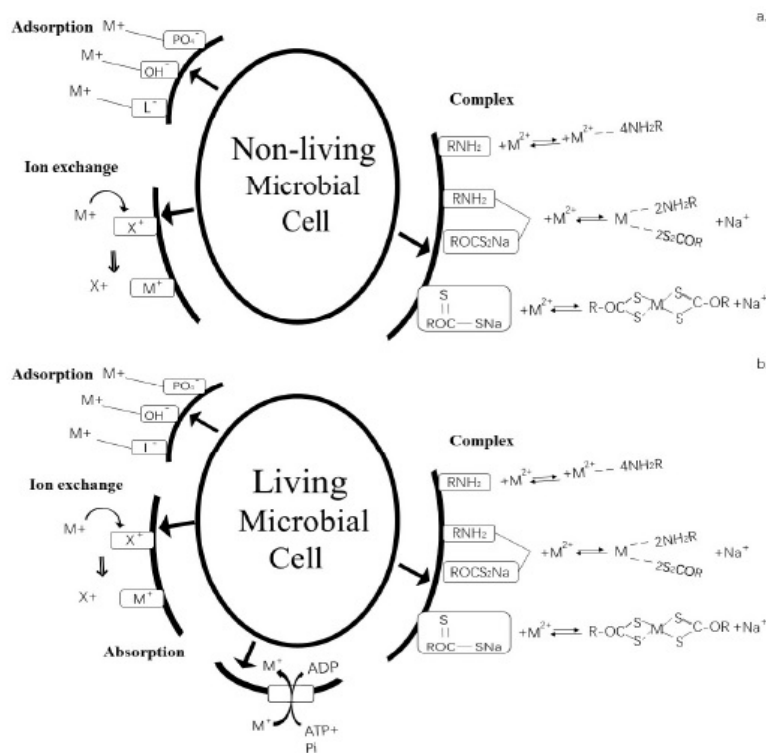 a.
Adsorption M+ PO₄⁻
M+ OH⁻
M+ L⁻
Non-living
Microbial
Cell
Ion exchange
M+ X⁺
X+ M⁺
Complex
RNH₂ +M²⁺ +M²⁺ --- 4NH₂R
RNH₂
ROCS₂Na
+M²⁺ M 2NH₂R 2S₂COR +Na⁺
S
ROC — SNa
+M²⁺ R-OC S S M S S C-OR +Na⁺
b
Adsorption M+
M+ OH⁻
M+
Living
Microbial
Cell
Ion exchange
M+ X⁺
X+ M⁺
Absorption
M⁺ ADP
M⁺ ATP+
Pi
Complex
RNH₂ +M²⁺ +M²⁺ --- 4NH₂R
RNH₂
ROCS₂Na
+M²⁺ M 2NH₂R 2S₂COR +Na⁺
S
ROC — SNa
+M²⁺ R-OC S S M S S C-OR +Na⁺